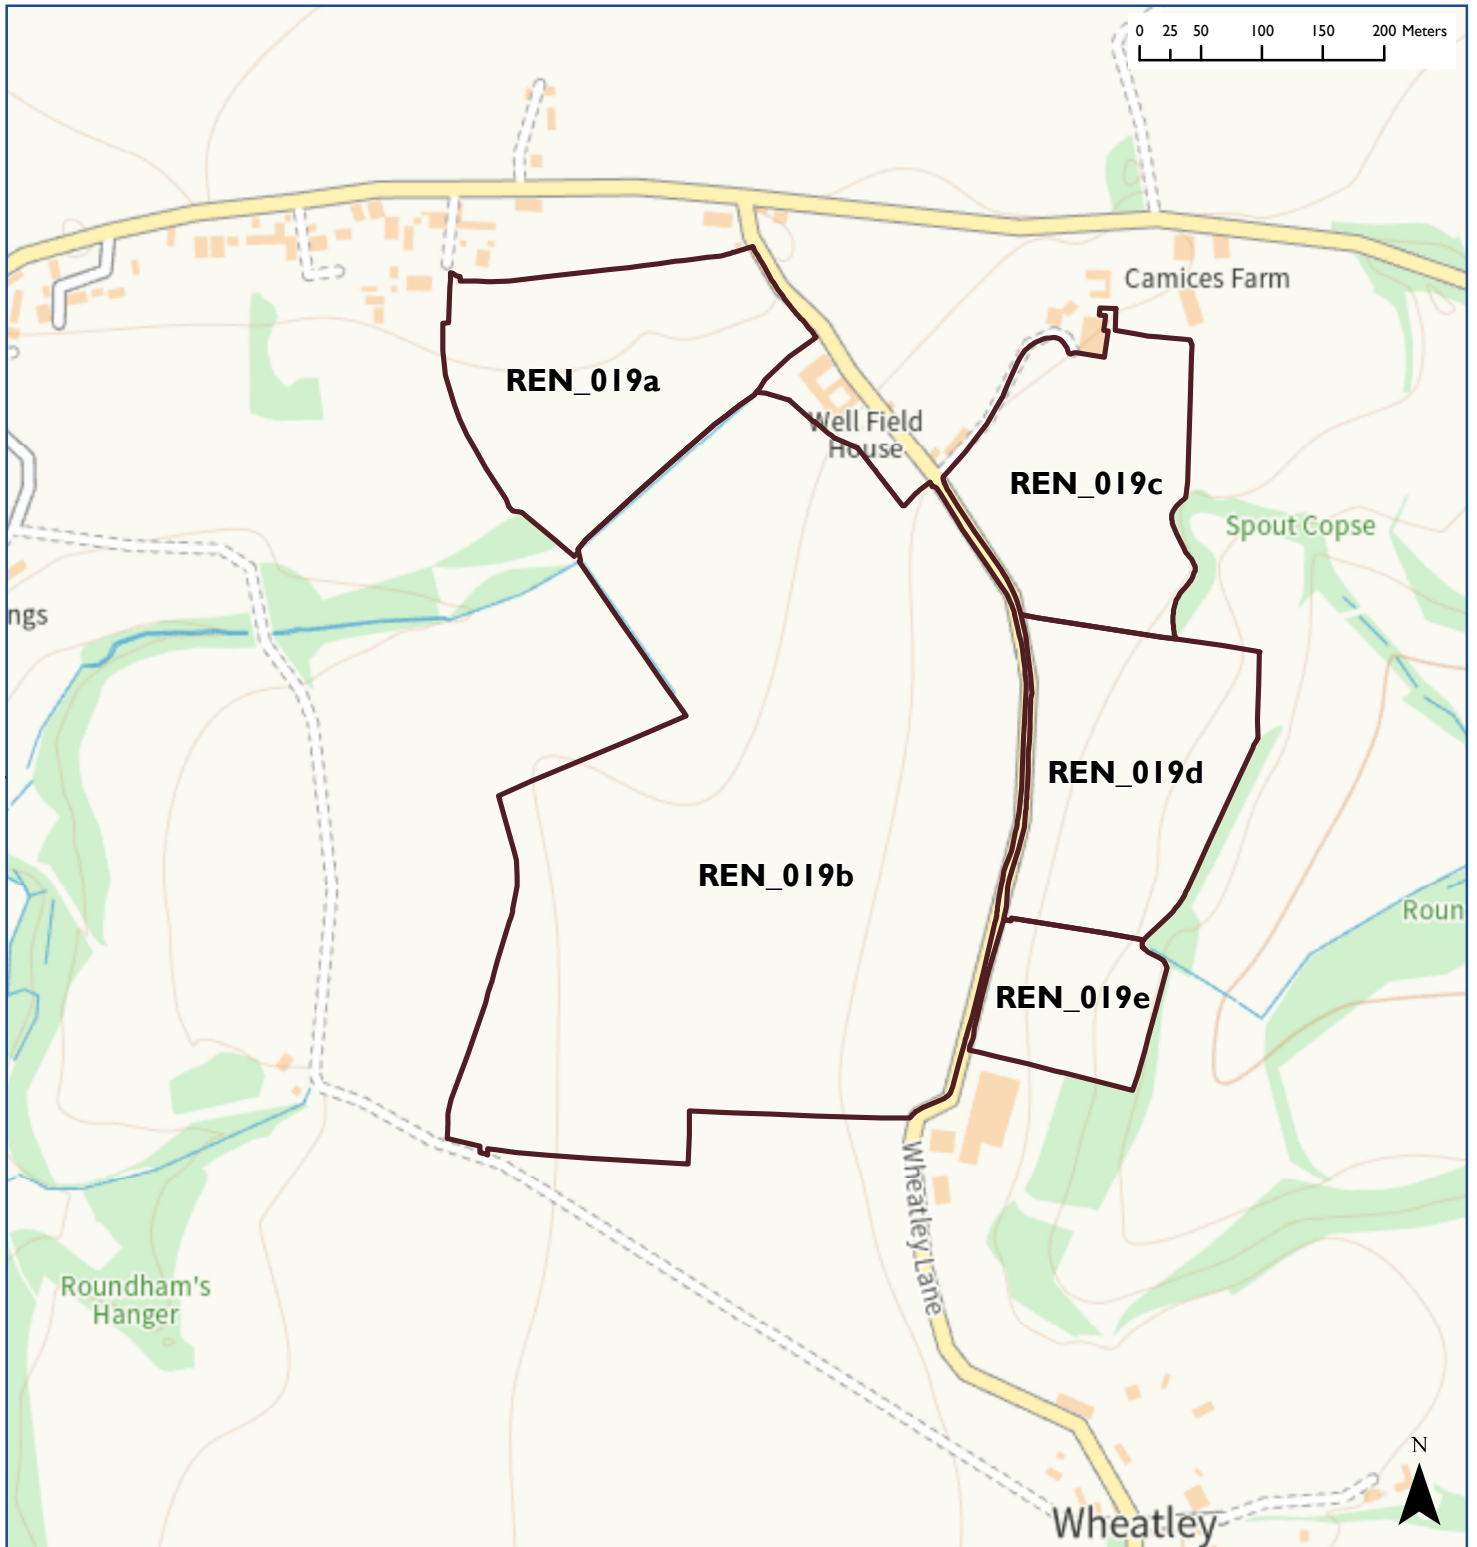 0 25 50 100 150 200 Meters
Camices Farm
REN_019a
Well Field
House
REN_019c
Spout Copse
ngs
REN_019d
REN_019b
Roun
REN_019e
Wheatley Lane
Roundham's
Hanger
N
Wheatley